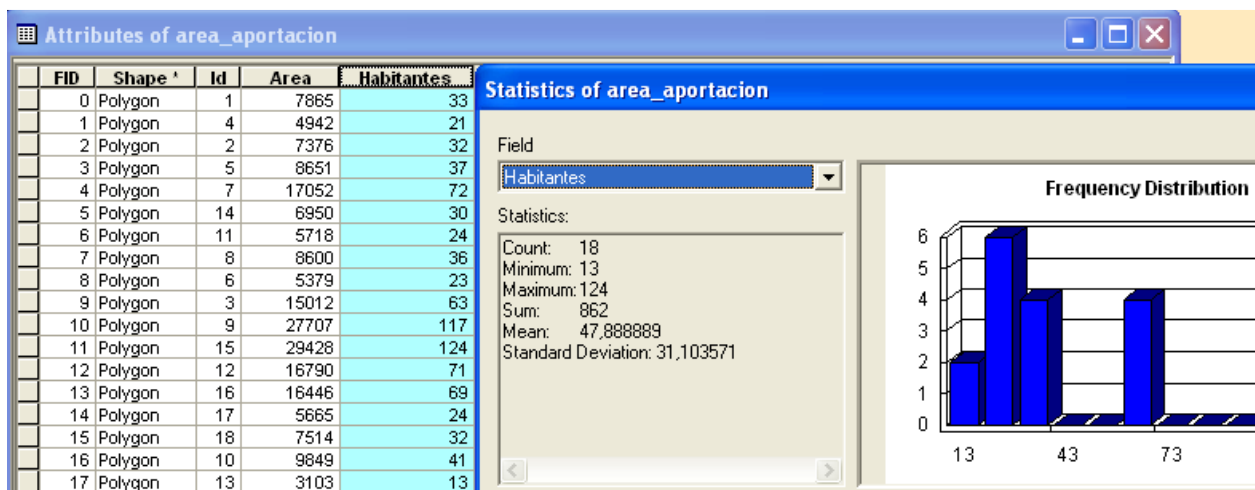 Attributes of area_aportacion
FID Shape * Id Area Habitantes
0 Polygon 1 7865 33
1 Polygon 4 4942 21
2 Polygon 2 7376 32
3 Polygon 5 8651 37
4 Polygon 7 17052 72
5 Polygon 14 6950 30
6 Polygon 11 5718 24
7 Polygon 8 8600 36
8 Polygon 6 5379 23
9 Polygon 3 15012 63
10 Polygon 9 27707 117
11 Polygon 15 29428 124
12 Polygon 12 16790 71
13 Polygon 16 16446 69
14 Polygon 17 5665 24
15 Polygon 18 7514 32
16 Polygon 10 9849 41
17 Polygon 13 3103 13
Statistics of area_aportacion
Field
Habitantes
Statistics:
Count: 18
Minimum: 13
Maximum: 124
Sum: 862
Mean: 47,888889
Standard Deviation: 31,103571
Frequency Distribution
6
5
4
3
2
1
0
13 43 73